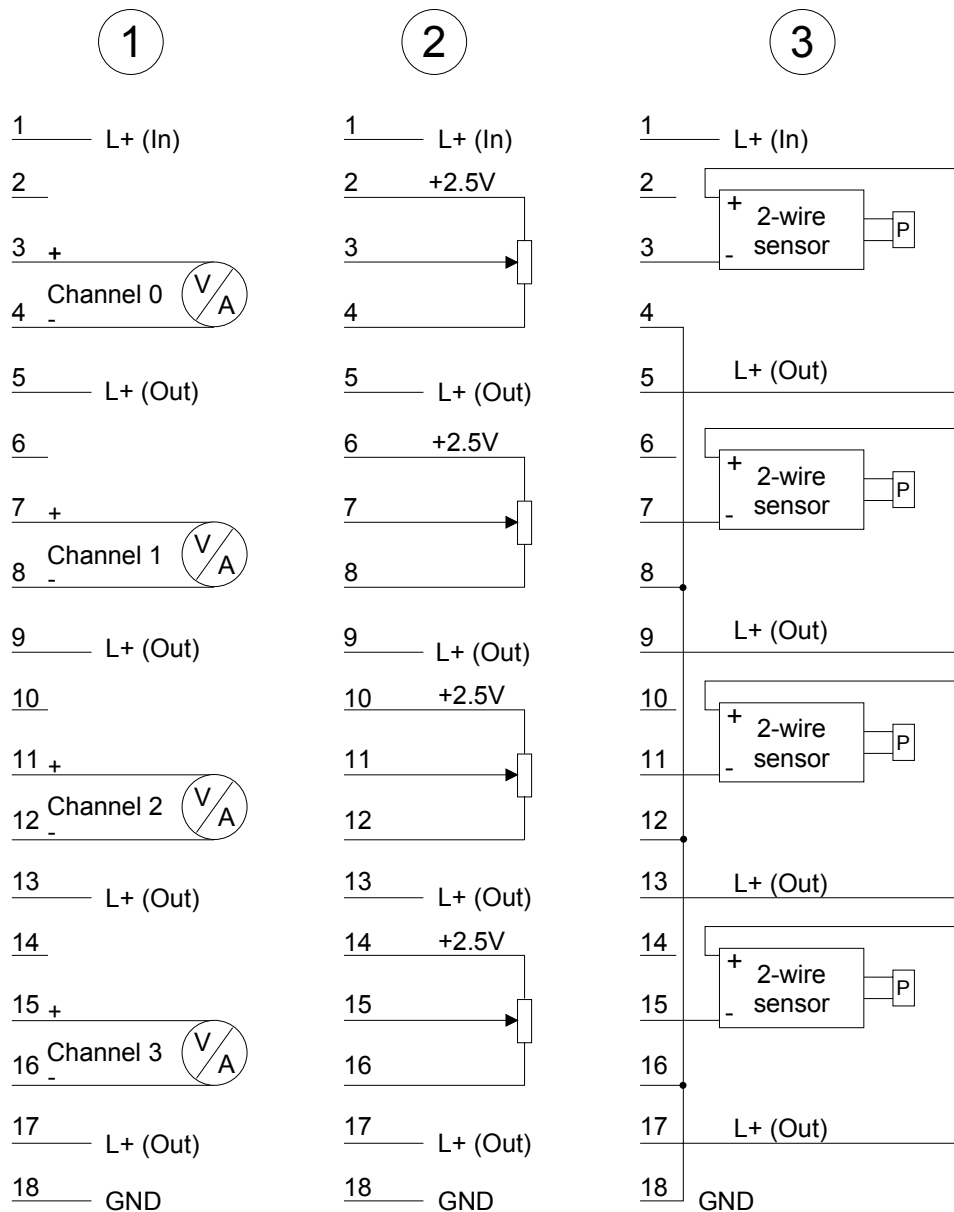 1 2 3
1 L+ (In)
2
3 +
Channel 0 V A
4 -
5 L+ (Out)
6
7 +
Channel 1 V A
8 -
9 L+ (Out)
10
11 +
Channel 2 V A
12 -
13 L+ (Out)
14
15 +
Channel 3 V A
16 -
17 L+ (Out)
18 GND
1 L+ (In)
2 +2.5V
3
4
5 L+ (Out)
6 +2.5V
7
8
9 L+ (Out)
10 +2.5V
11
12
13 L+ (Out)
14 +2.5V
15
16
17 L+ (Out)
18 GND
1 L+ (In)
2
+ 2-wire P
3 - sensor
4
5 L+ (Out)
6
+ 2-wire P
7 - sensor
8
9 L+ (Out)
10
+ 2-wire P
11 - sensor
12
13 L+ (Out)
14
+ 2-wire P
15 - sensor
16
17 L+ (Out)
18 GND